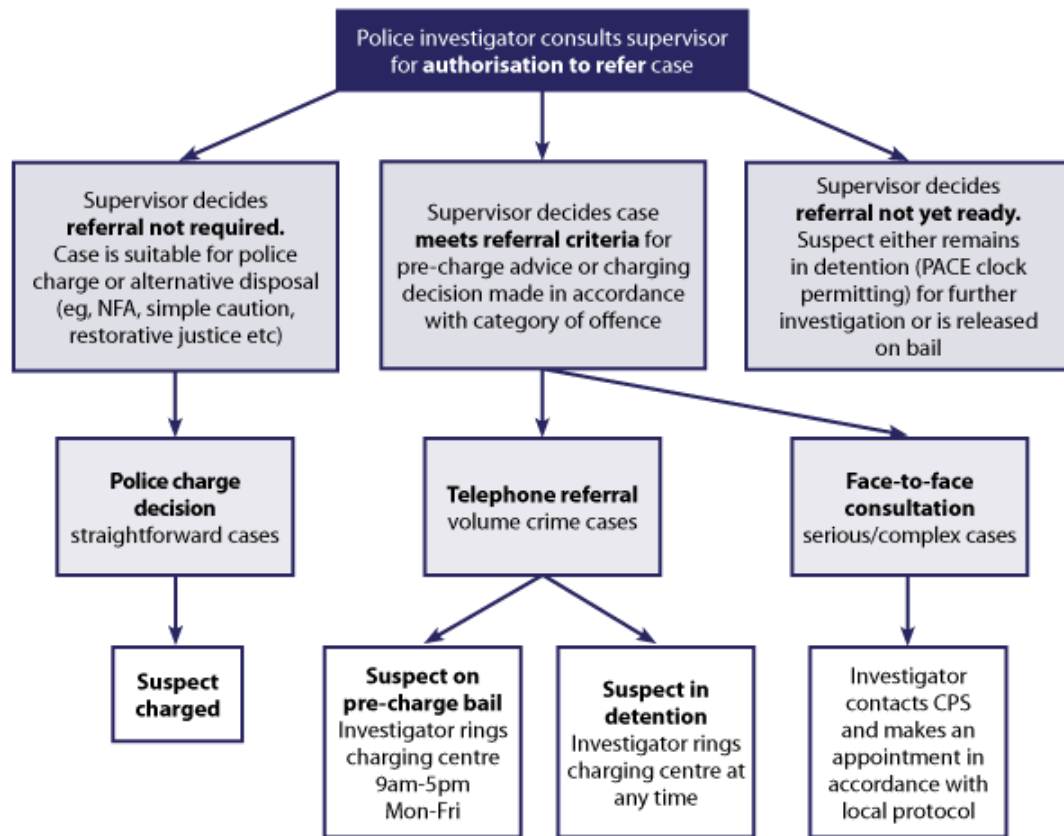 Police investigator consults supervisor
for authorisation to refer case
Supervisor decides
referral not required.
Case is suitable for police
charge or alternative disposal
(eg, NFA, simple caution,
restorative justice etc)
Supervisor decides case
meets referral criteria for
pre-charge advice or charging
decision made in accordance
with category of offence
Supervisor decides
referral not yet ready.
Suspect either remains
in detention (PACE clock
permitting) for further
investigation or is released
on bail
Police charge
decision
straightforward cases
Telephone referral
volume crime cases
Face-to-face
consultation
serious/complex cases
Suspect
charged
Suspect on
pre-charge bail
Investigator rings
charging centre
9am-5pm
Mon-Fri
Suspect in
detention
Investigator rings
charging centre at
any time
Investigator
contacts CPS
and makes an
appointment in
accordance with
local protocol